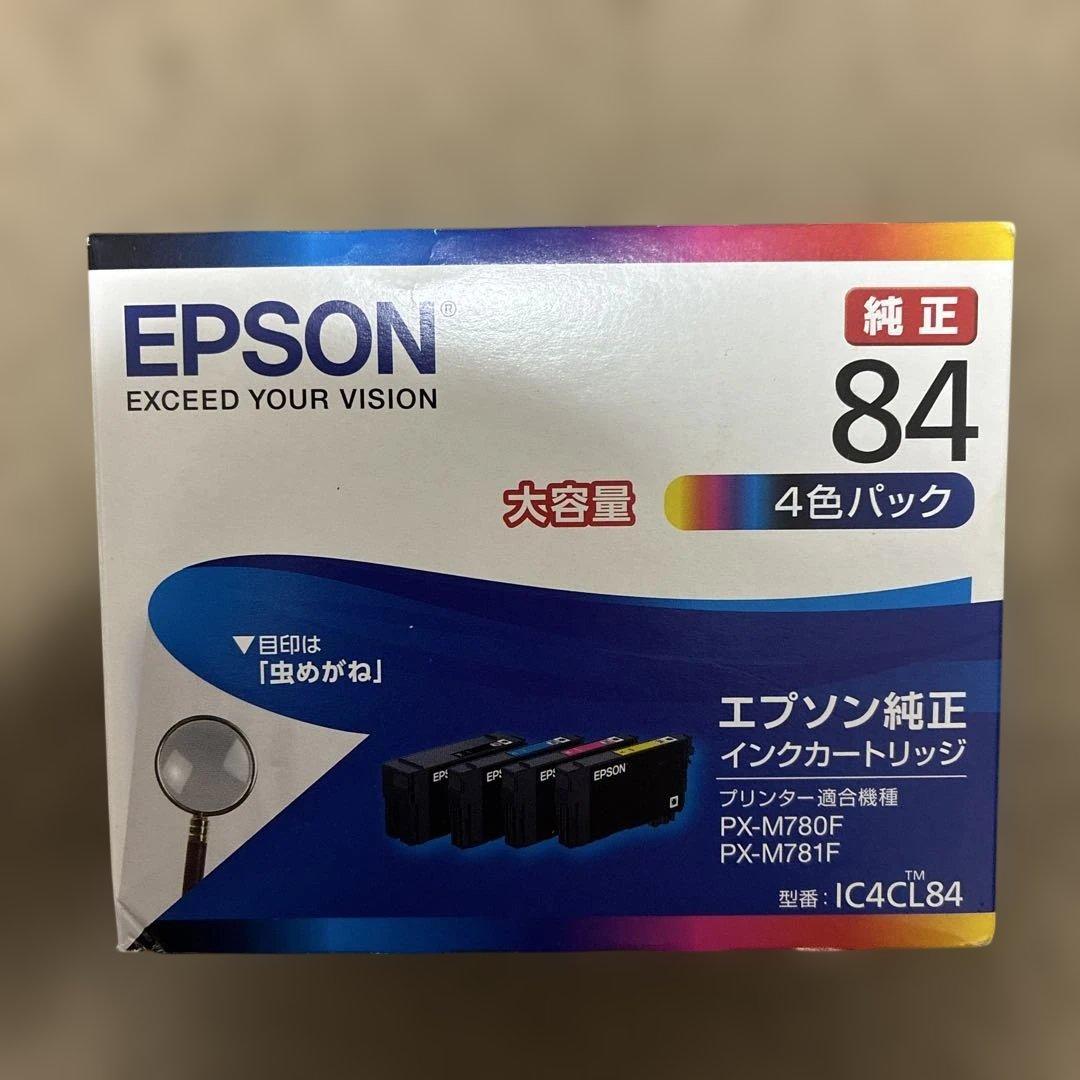 EPSON®
EXCEED YOUR VISION
純正
84
大容量
4色パック
▼目印は
「虫めがね」
EPSON
エプソン純正
インクカートリッジ
プリンター適合機種
PX-M780F
PX-M781F
型番：IC4CL84™